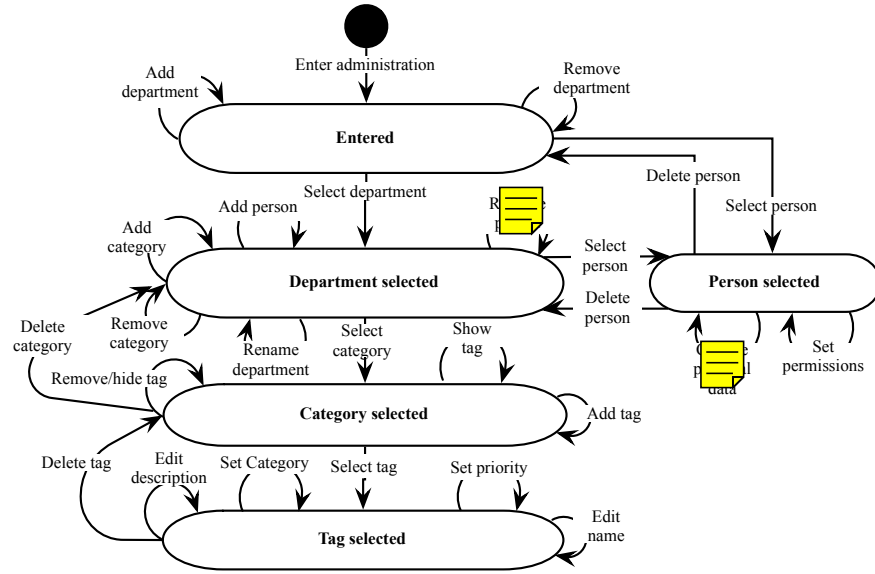 Enter administration
Add
department
Remove
department
Entered
Select department
Delete person
Select person
Add person
Add
category
Department selected
Select
person
Delete
person
Person selected
Delete
category
Remove
category
Rename
department
Select
category
Show
tag
Set
permissions
data
Remove/hide tag
Category selected
Add tag
Delete tag
Edit
description
Set Category
Select tag
Set priority
Tag selected
Edit
name